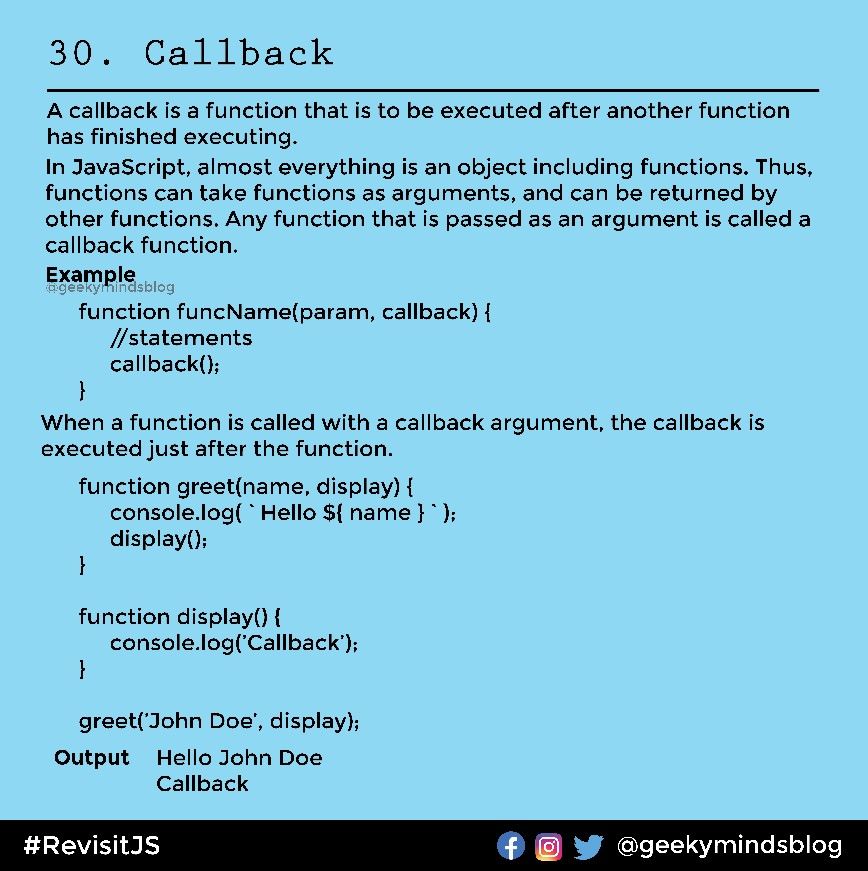 30. Callback
A callback is a function that is to be executed after another function
has finished executing.
In JavaScript, almost everything is an object including functions. Thus,
functions can take functions as arguments, and can be returned by
other functions. Any function that is passed as an argument is called a
callback function.
Example
@geekymindsblog
function funcName(param, callback) {
//statements
callback();
}
When a function is called with a callback argument, the callback is
executed just after the function.
function greet(name, display) {
console.log( `Hello ${ name } ` );
display();
}
function display() {
console.log('Callback');
}
greet('John Doe', display);
Output Hello John Doe
Callback
#RevisitJS @geekymindsblog